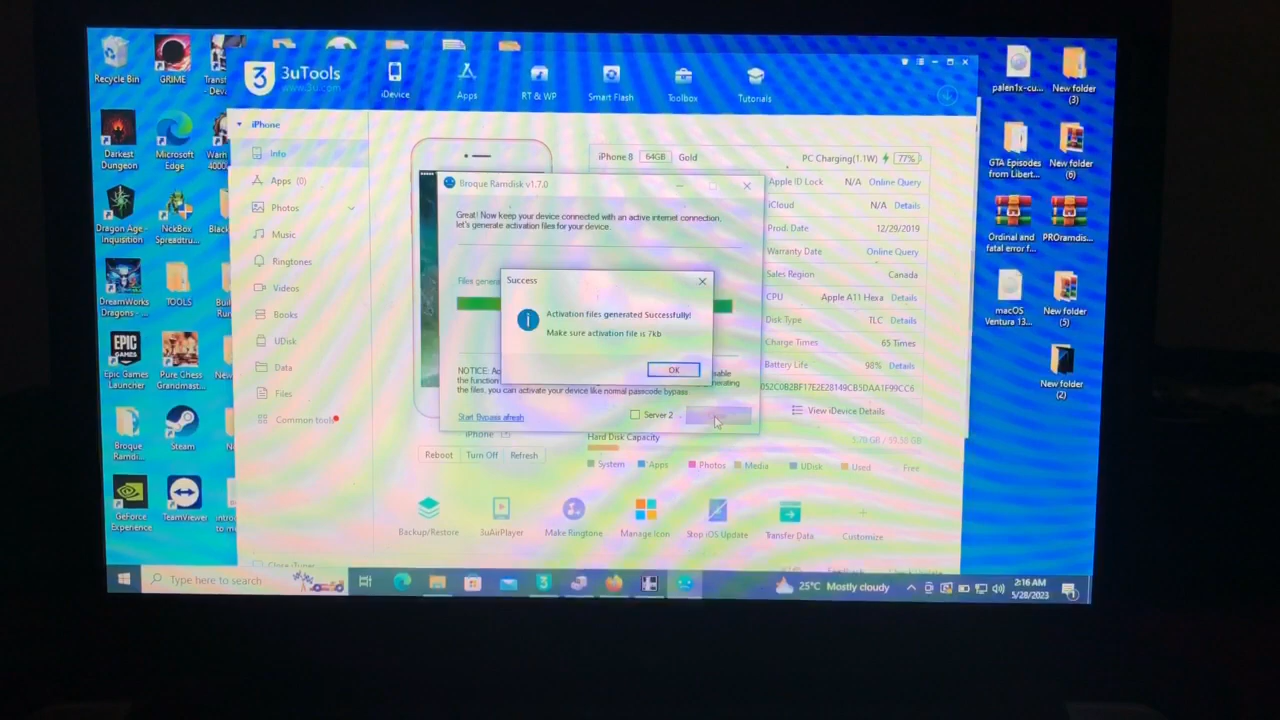 Recycle Bin
GRIME
3uTools
www.3u.com
iDevice
Apps
RT & WP
Smart Flash
Toolbox
Tutorials
palen1x-cu...
New folder (3)
iPhone
Info
Apps (0)
Photos
Music
Ringtones
Videos
Books
UDisk
Data
Files
Common tools
iPhone 8 64GB Gold
PC Charging(1.1W) 77%
Apple ID Lock N/A Online Query
iCloud N/A Details
Prod. Date 12/29/2019
Warranty Date Online Query
Sales Region Canada
CPU Apple A11 Hexa Details
Disk Type TLC Details
Charge Times 65 Times
Battery Life 98% Details
View iDevice Details
Hard Disk Capacity
System Apps Photos Media UDisk Used Free
Broque Ramdisk v1.7.0
Great! Now keep your device connected with an active internet connection,
let's generate activation files for your device.
Success
Activation files generated Successfully!
Make sure activation file is 7kb
OK
the files, you can activate your device like normal passcode bypass
Start Bypass afresh
Server 2
Reboot Turn Off Refresh
Backup/Restore
3uAirPlayer
Make Ringtone
Manage Icon
Stop iOS Update
Transfer Data
Customize
Darkest Dungeon
Microsoft Edge
Dragon Age - Inquisition
NckBox Spreadtru...
DreamWorks Dragons - ...
TOOLS
Epic Games Launcher
Pure Chess Grandmast...
Broque Ramdi...
Steam
GeForce Experience
TeamViewer
GTA Episodes from Libert...
New folder (6)
Ordinal and fatal error f...
PROramdis...
macOS Ventura 13...
New folder (5)
New folder (2)
Type here to search
25°C Mostly cloudy
2:16 AM
5/28/2023